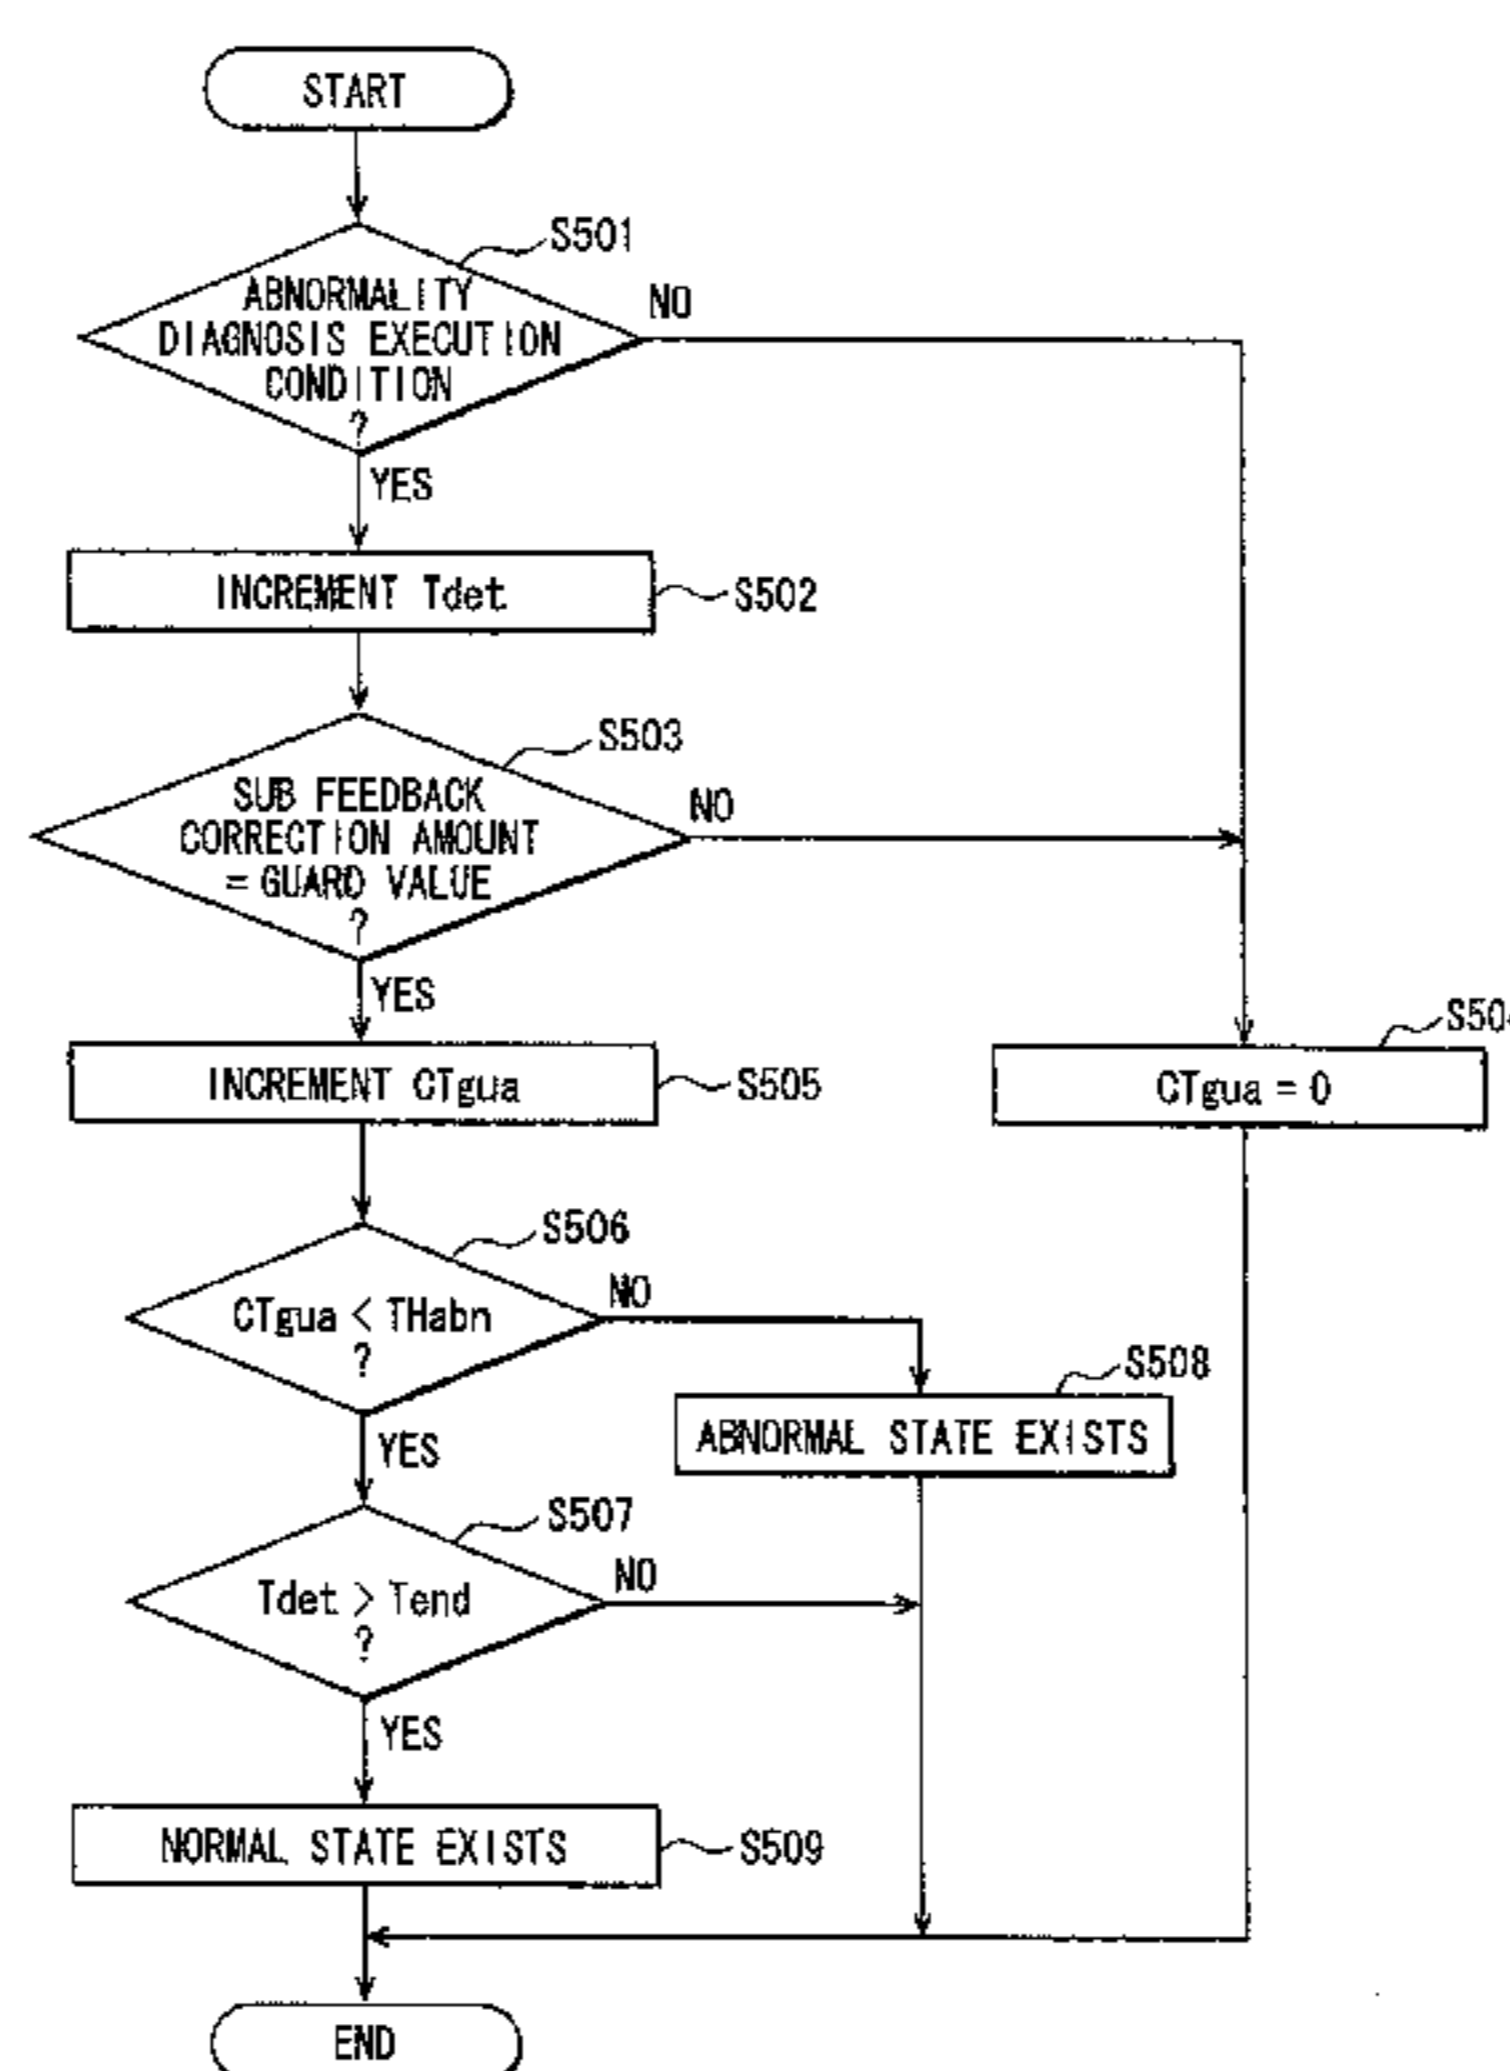 START
S501
ABNORMALITY
DIAGNOSIS EXECUTION
CONDITION
?
NO
YES
INCREMENT Tdet
S502
S503
SUB FEEDBACK
CORRECTION AMOUNT
= GUARD VALUE
?
NO
YES
INCREMENT CTgua
S505
CTgua = 0
S506
CTgua < THabn
?
NO
YES
S508
ABNORMAL STATE EXISTS
S507
Tdet > Tend
?
NO
YES
NORMAL STATE EXISTS
S509
END